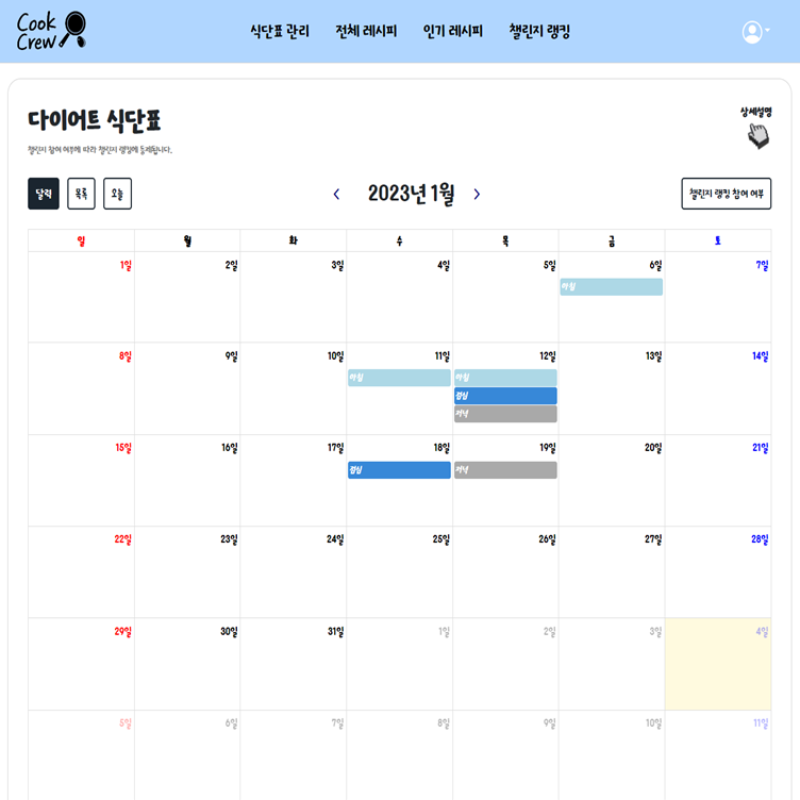 Cook
Crew
식단표 관리 전체 레시피 인기 레시피 챌린지 랭킹
다이어트 식단표
상세설명
챌린지 참여 여부에 따라 챌린지 랭킹에 등제됩니다.
달력 목록 오늘
2023년 1월
챌린지 랭킹 참여 여부
일 월 화 수 목 금 토
1일 2일 3일 4일 5일 6일 7일
아침
8일 9일 10일 11일 12일 13일 14일
아침 아침
점심
저녁
15일 16일 17일 18일 19일 20일 21일
점심 저녁
22일 23일 24일 25일 26일 27일 28일
29일 30일 31일 1일 2일 3일 4일
5일 6일 7일 8일 9일 10일 11일